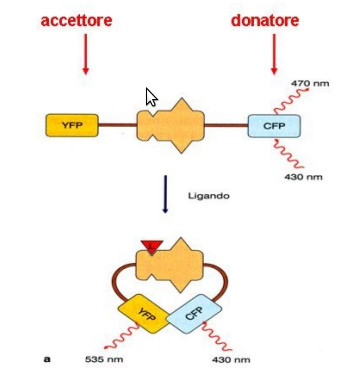 accettore donatore
470 nm
YFP CFP
430 nm
Ligando
YFP CFP
a 535 nm 430 nm